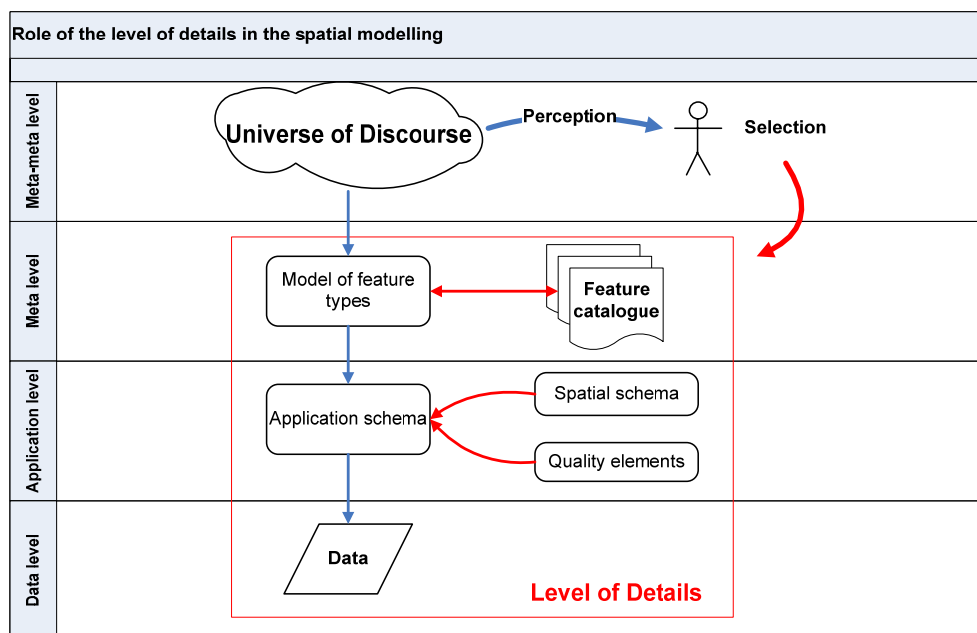 Role of the level of details in the spatial modelling
Meta-meta level
Universe of Discourse
Perception
Selection
Meta level
Model of feature
types
Feature
catalogue
Application level
Application schema
Spatial schema
Quality elements
Data level
Data
Level of Details